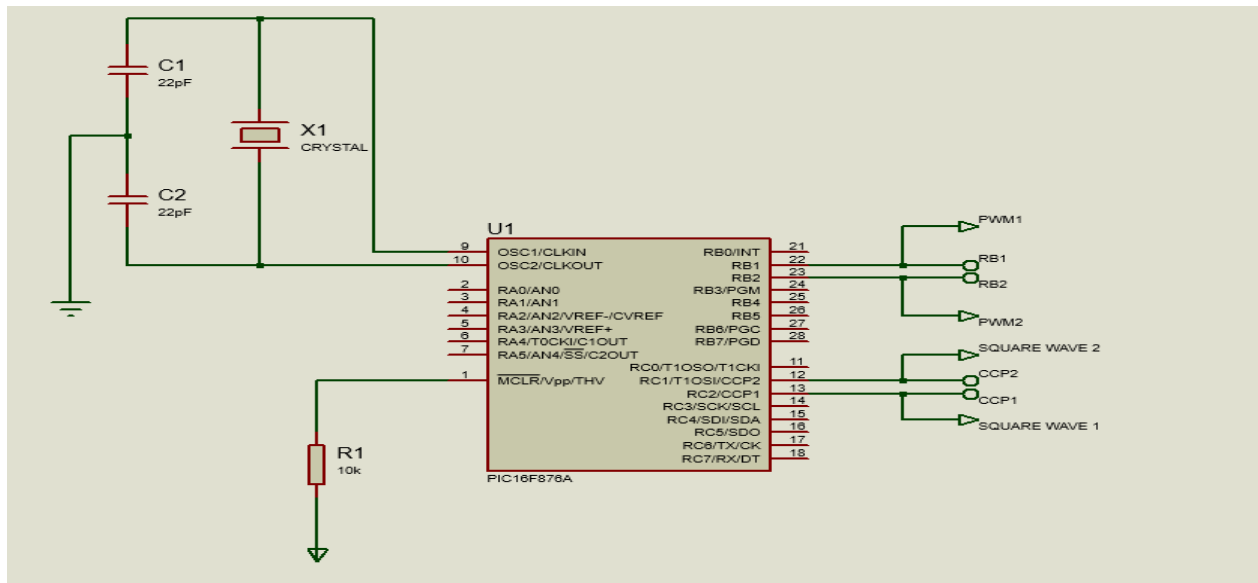 C1
22pF
X1
CRYSTAL
C2
22pF
U1
9
OSC1/CLKIN
10
OSC2/CLKOUT
2
RA0/AN0
3
RA1/AN1
4
RA2/AN2/VREF-/CVREF
5
RA3/AN3/VREF+
6
RA4/T0CKI/C1OUT
7
RA5/AN4/SS/C2OUT
1
MCLR/Vpp/THV
RB0/INT
21
RB1
22
RB2
23
RB3/PGM
24
RB4
25
RB5
26
RB6/PGC
27
RB7/PGD
28
RC0/T1OSO/T1CKI
11
RC1/T1OSI/CCP2
12
RC2/CCP1
13
RC3/SCK/SCL
14
RC4/SDI/SDA
15
RC5/SDO
16
RC6/TX/CK
17
RC7/RX/DT
18
PIC16F876A
R1
10k
PWM1
RB1
RB2
PWM2
SQUARE WAVE 2
CCP2
CCP1
SQUARE WAVE 1